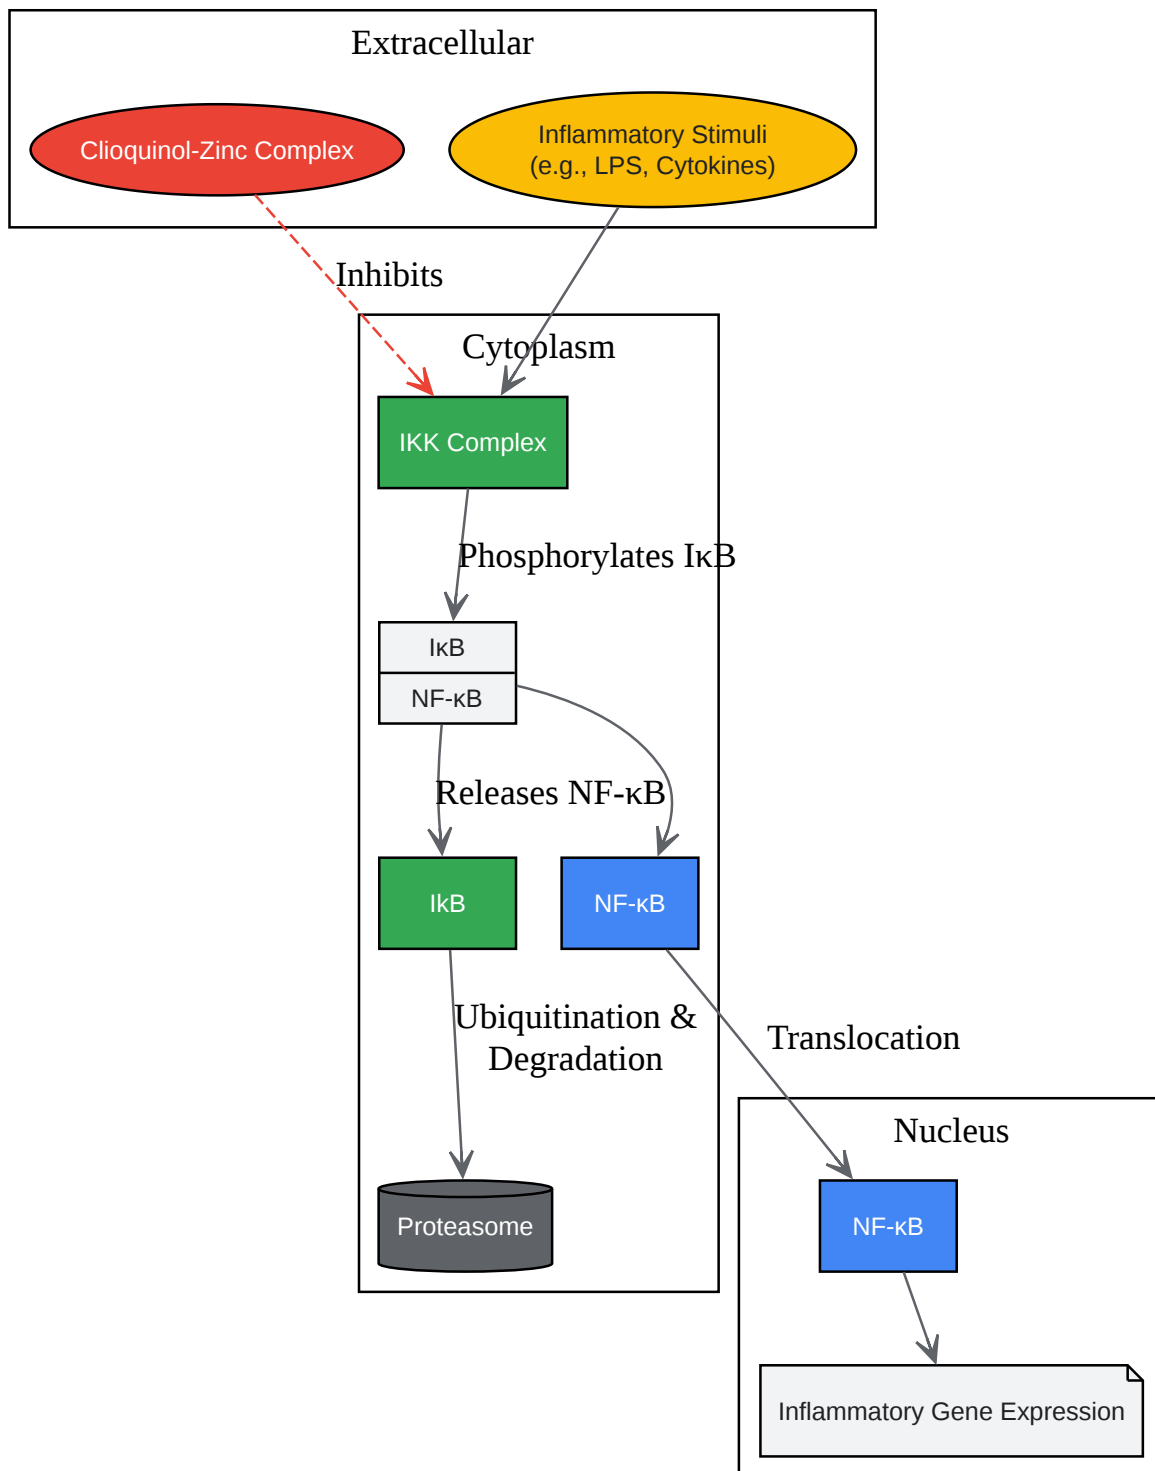 Extracellular
Clioquinol-Zinc Complex
Inflammatory Stimuli
(e.g., LPS, Cytokines)
Inhibits
Cytoplasm
IKK Complex
Phosphorylates IκB
IκB
NF-κB
Releases NF-κB
IkB
NF-κB
Ubiquitination &
Degradation
Translocation
Nucleus
Proteasome
NF-κB
Inflammatory Gene Expression